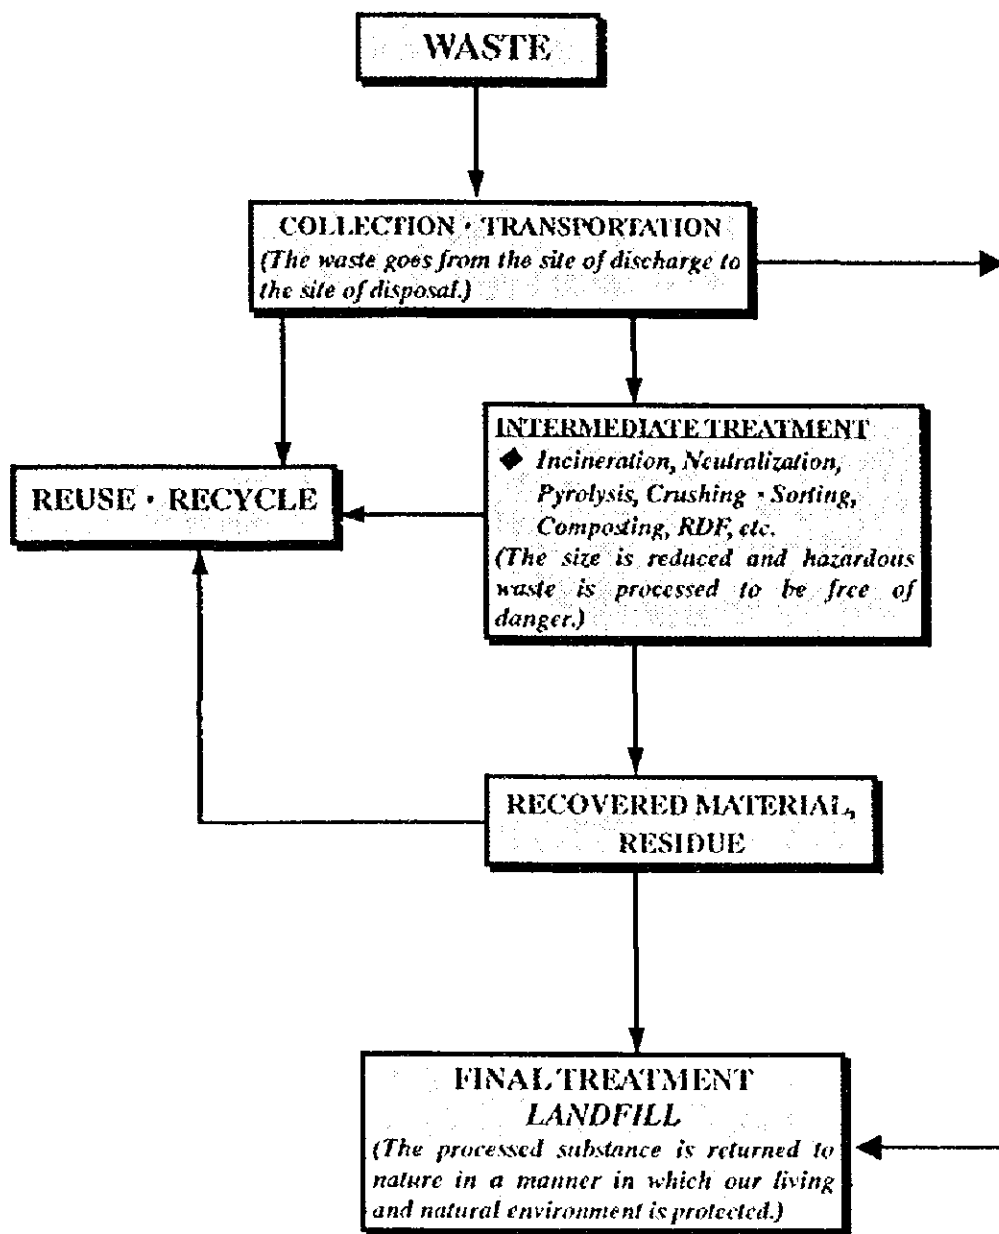 WASTE
COLLECTION・TRANSPORTATION
(The waste goes from the site of discharge to
the site of disposal.)
INTERMEDIATE TREATMENT
◆ Incineration, Neutralization,
Pyrolysis, Crushing・Sorting,
Composting, RDF, etc.
(The size is reduced and hazardous
waste is processed to be free of
danger.)
REUSE・RECYCLE
RECOVERED MATERIAL,
RESIDUE
FINAL TREATMENT
LANDFILL
(The processed substance is returned to
nature in a manner in which our living
and natural environment is protected.)